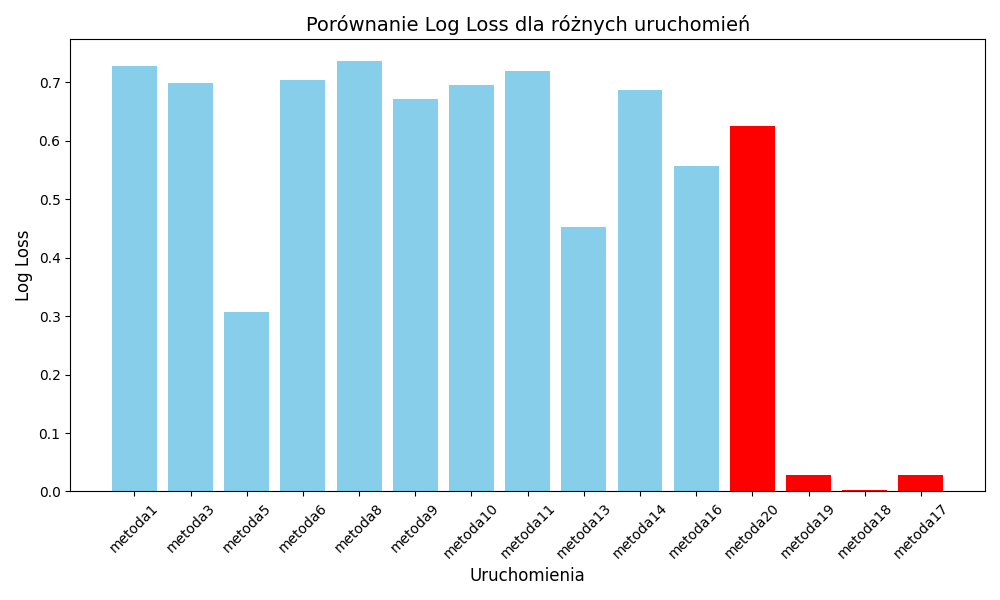 Porównanie Log Loss dla różnych uruchomień
Log Loss
0.7
0.6
0.5
0.4
0.3
0.2
0.1
0.0
metoda1
metoda3
metoda5
metoda6
metoda8
metoda9
metoda10
metoda11
metoda13
metoda14
metoda16
metoda20
metoda19
metoda18
metoda17
Uruchomienia